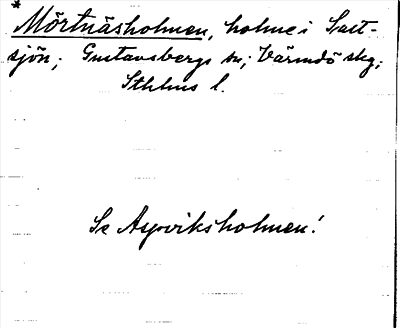 *
Mörtnäsholmen, holme i Salt-
sjön; Gustavsbergs sn; Värmdö skg;
Sthlms l.
Se Aspviksholmen!